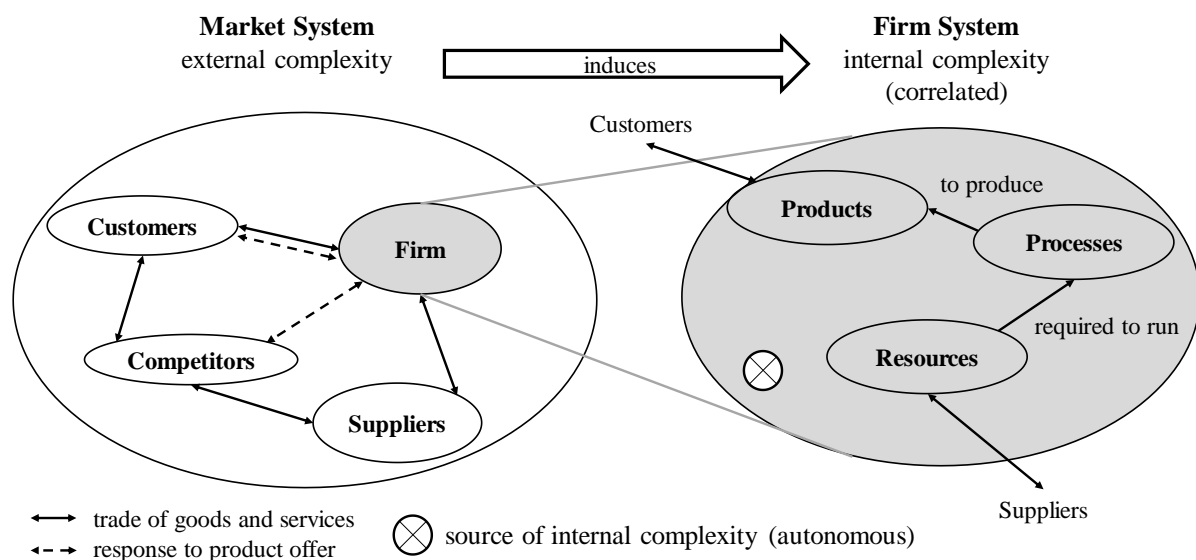 Market System
external complexity
induces
Firm System
internal complexity
(correlated)
Customers
Firm
Competitors
Suppliers
Customers
Products
to produce
Processes
required to run
Resources
Suppliers
trade of goods and services
response to product offer
source of internal complexity (autonomous)